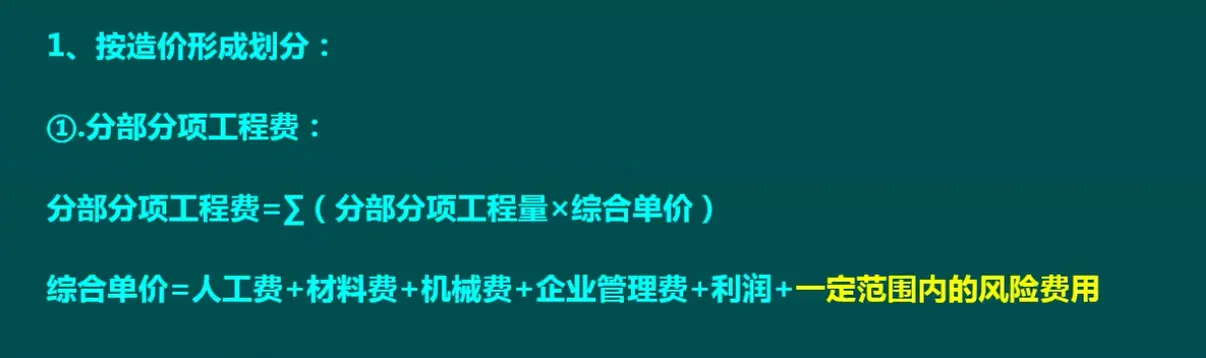 1、按造价形成划分：
①.分部分项工程费：
分部分项工程费=∑（分部分项工程量×综合单价）
综合单价=人工费+材料费+机械费+企业管理费+利润+一定范围内的风险费用